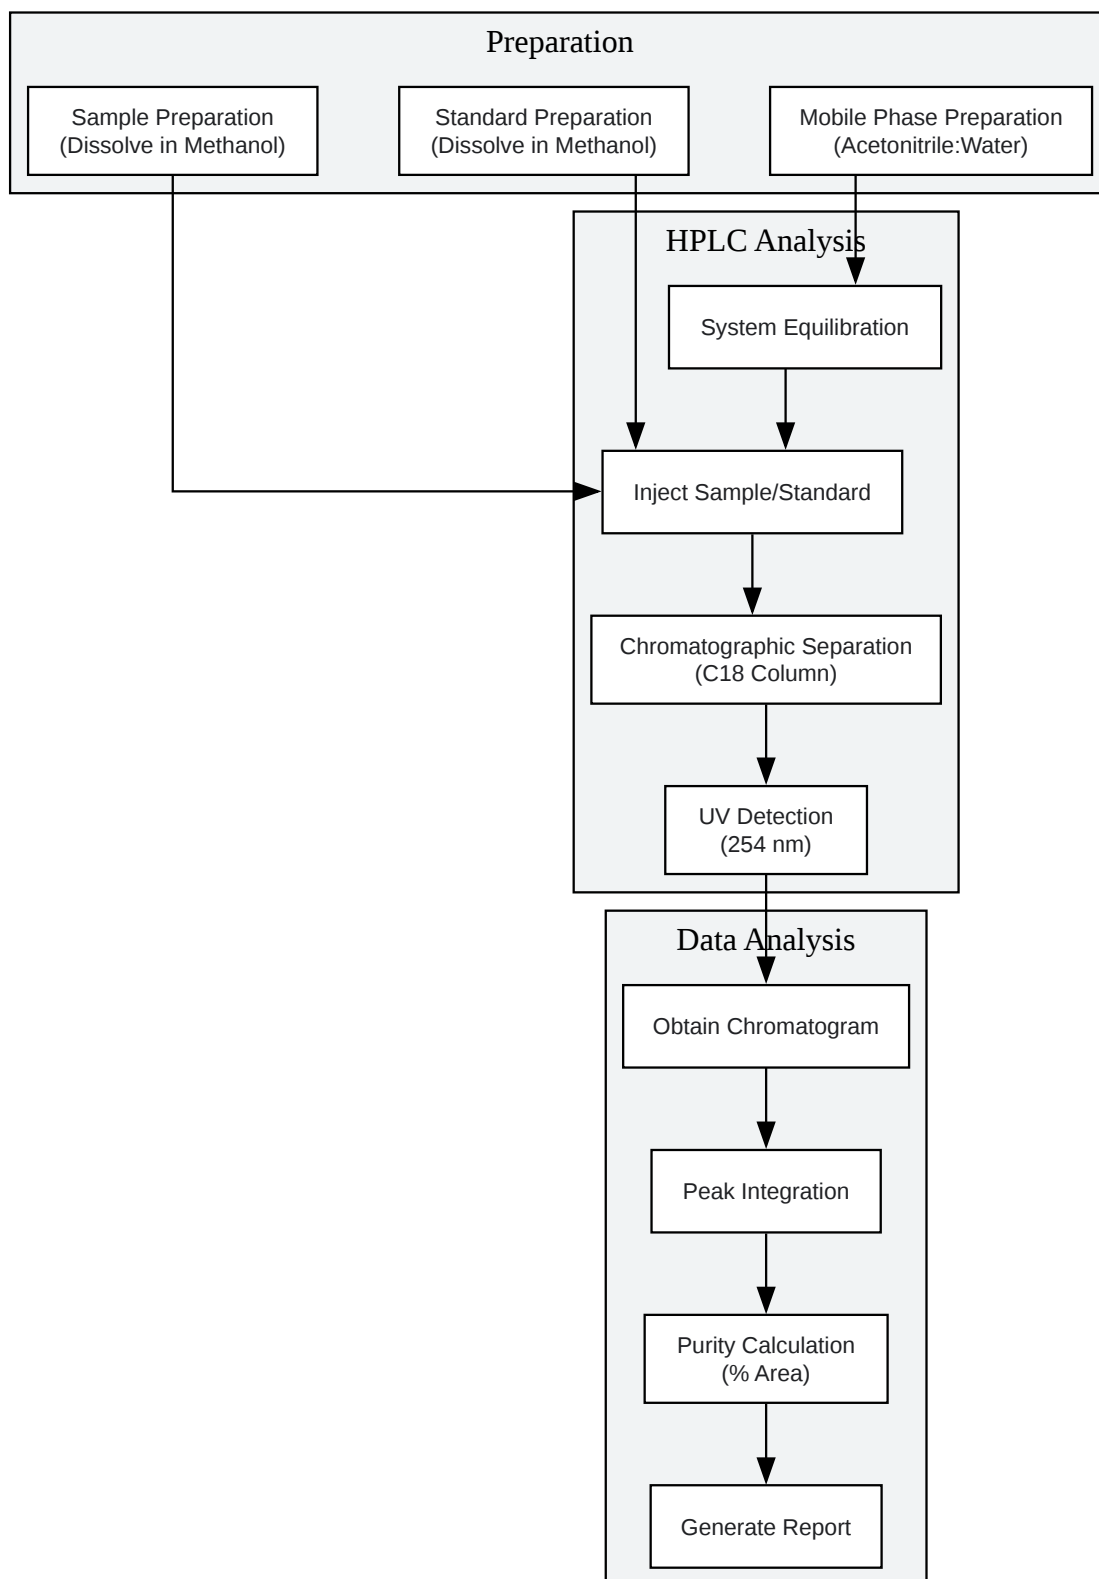 Preparation
Sample Preparation
(Dissolve in Methanol)
Standard Preparation
(Dissolve in Methanol)
Mobile Phase Preparation
(Acetonitrile:Water)
HPLC Analysis
System Equilibration
Inject Sample/Standard
Chromatographic Separation
(C18 Column)
UV Detection
(254 nm)
Data Analysis
Obtain Chromatogram
Peak Integration
Purity Calculation
(% Area)
Generate Report